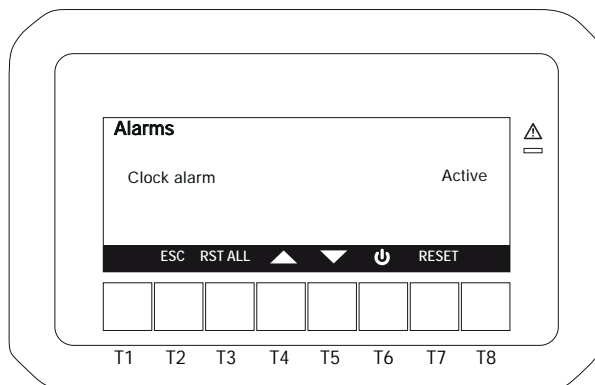 Alarms
Clock alarm Active
ESC RST ALL RESET
T1 T2 T3 T4 T5 T6 T7 T8